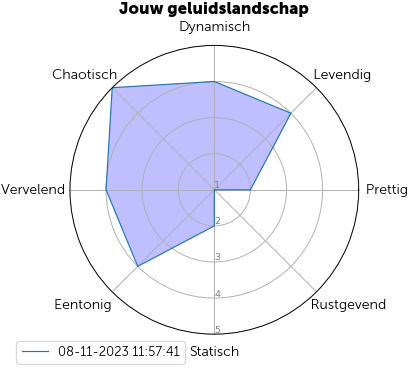 Jouw geluidslandschap
Dynamisch
Chaotisch
Levendig
Vervelend
1
Prettig
2
3
4
Eentonig
Rustgevend
5
08-11-2023 11:57:41
Statisch